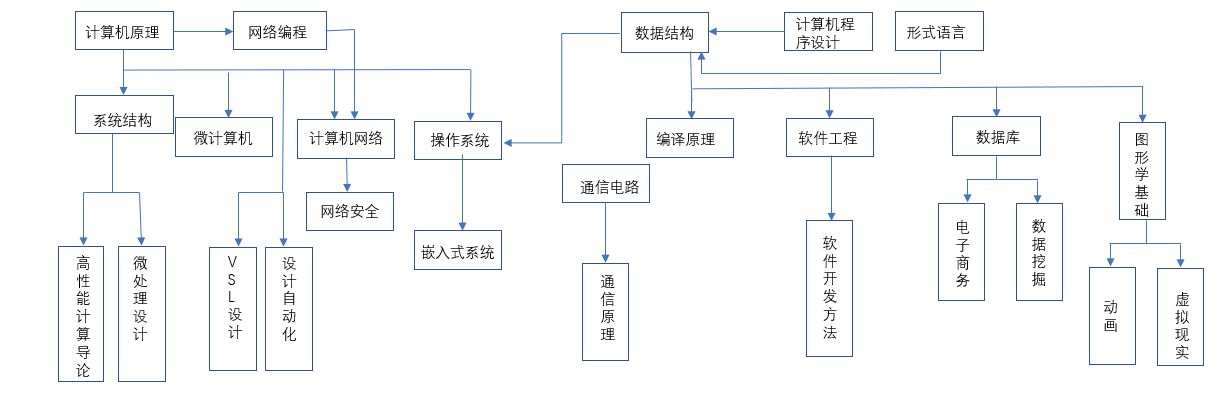 计算机原理
网络编程
数据结构
计算机程
序设计
形式语言
系统结构
微计算机
计算机网络
操作系统
编译原理
软件工程
数据库
图形学基础
通信电路
网络安全
嵌入式系统
高性能计算导论
微处理设计
VSL设计
设计自动化
通信原理
软件开发方法
电子商务
数据挖掘
动画
虚拟现实